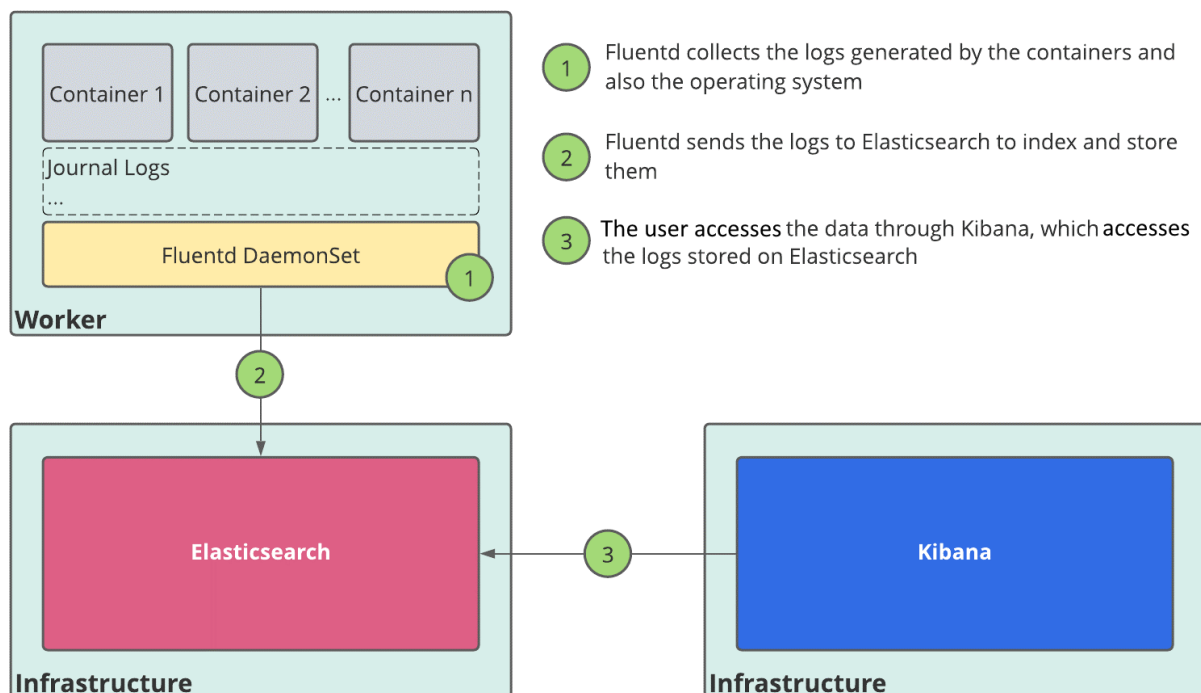 Container 1
Container 2
...
Container n
Journal Logs
...
Fluentd DaemonSet
1
Worker
1
Fluentd collects the logs generated by the containers and
also the operating system
2
Fluentd sends the logs to Elasticsearch to index and store
them
3
The user accesses the data through Kibana, which accesses
the logs stored on Elasticsearch
2
Elasticsearch
Infrastructure
3
Kibana
Infrastructure